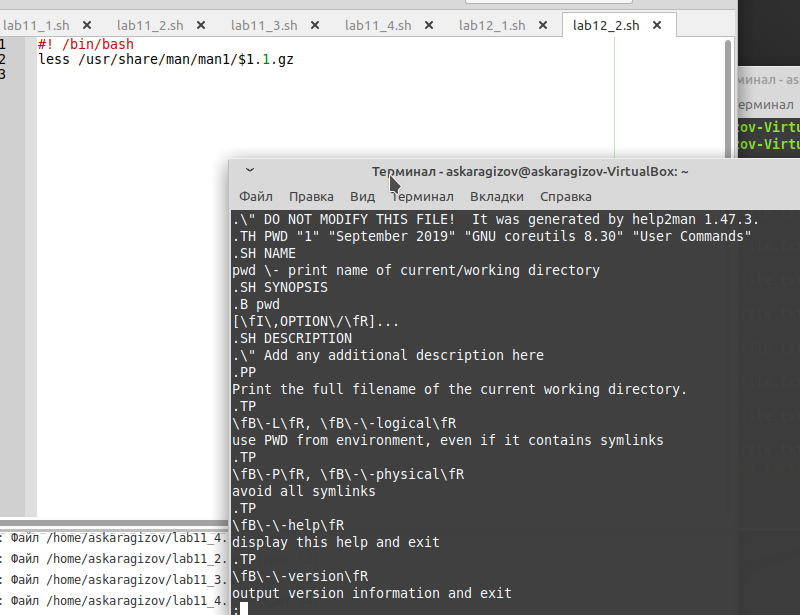 lab11_1.sh × lab11_2.sh × lab11_3.sh × lab11_4.sh × lab12_1.sh × lab12_2.sh ×
1 #! /bin/bash
2 less /usr/share/man/man1/$1.1.gz
3
минал - as
ерминал
zov-Virtu
zov-Virtu
Терминал - askaragizov@askaragizov-VirtualBox: ~
Файл Правка Вид Терминал Вкладки Справка
.\" DO NOT MODIFY THIS FILE!  It was generated by help2man 1.47.3.
.TH PWD "1" "September 2019" "GNU coreutils 8.30" "User Commands"
.SH NAME
pwd \- print name of current/working directory
.SH SYNOPSIS
.B pwd
[\fI\,OPTION\/\fR]...
.SH DESCRIPTION
.\" Add any additional description here
.PP
Print the full filename of the current working directory.
.TP
\fB\-L\fR, \fB\-\-logical\fR
use PWD from environment, even if it contains symlinks
.TP
\fB\-P\fR, \fB\-\-physical\fR
avoid all symlinks
.TP
\fB\-\-help\fR
display this help and exit
.TP
\fB\-\-version\fR
output version information and exit
:
: Файл /home/askaragizov/lab11_4.
: Файл /home/askaragizov/lab11_2.
: Файл /home/askaragizov/lab11_3.
: Файл /home/askaragizov/lab11_4.